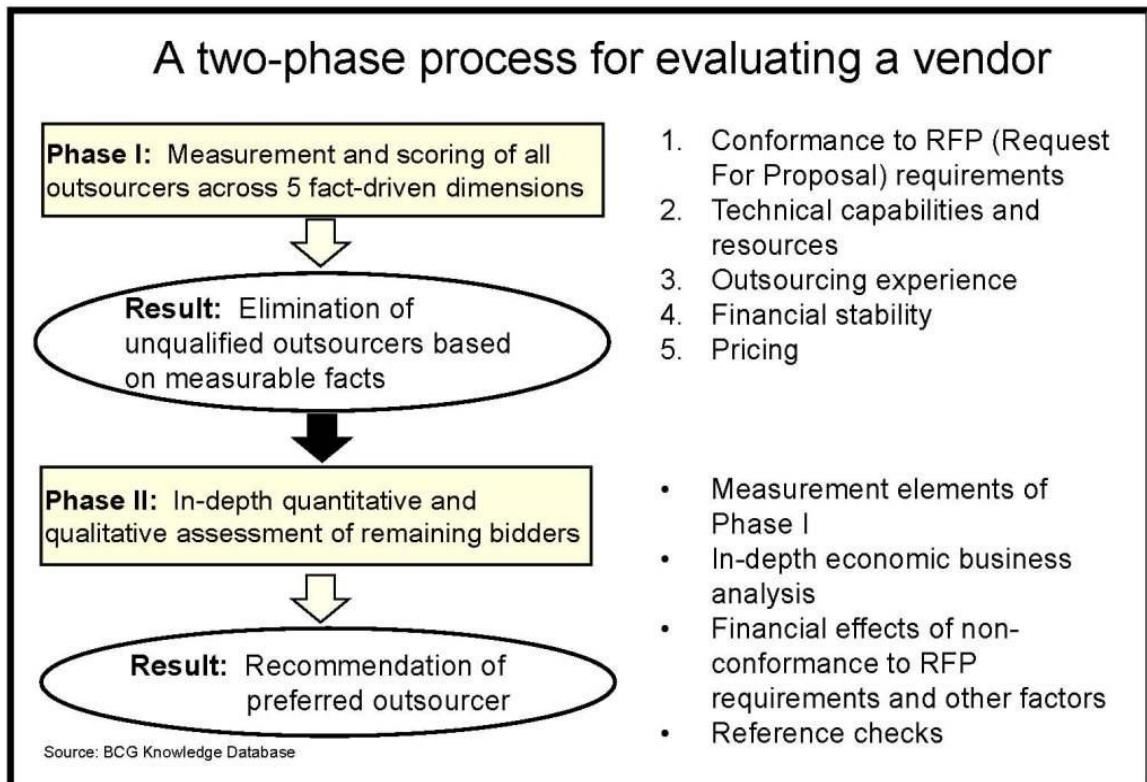 A two-phase process for evaluating a vendor
Phase I: Measurement and scoring of all
outsourcers across 5 fact-driven dimensions
Result: Elimination of
unqualified outsourcers based
on measurable facts
Phase II: In-depth quantitative and
qualitative assessment of remaining bidders
Result: Recommendation of
preferred outsourcer
Source: BCG Knowledge Database
1. Conformance to RFP (Request
For Proposal) requirements
2. Technical capabilities and
resources
3. Outsourcing experience
4. Financial stability
5. Pricing
• Measurement elements of
Phase I
• In-depth economic business
analysis
• Financial effects of non-
conformance to RFP
requirements and other factors
• Reference checks